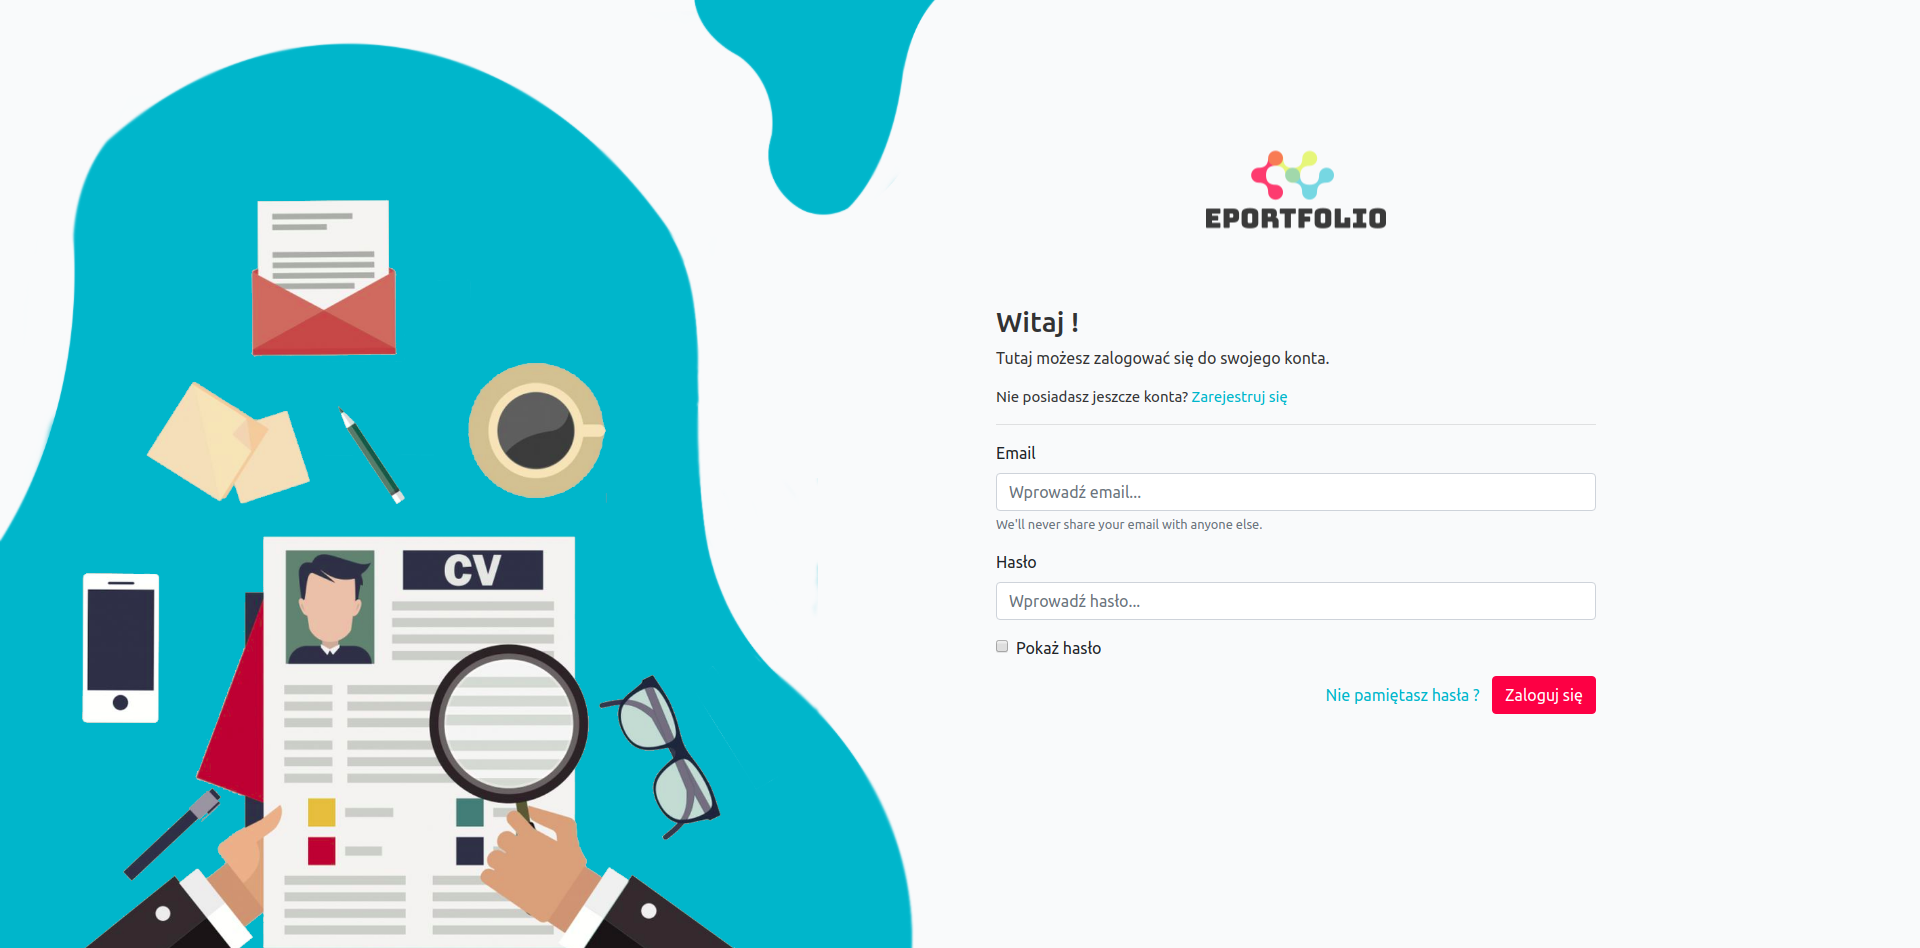 CV
EPORTFOLIO
Witaj !
Tutaj możesz zalogować się do swojego konta.
Nie posiadasz jeszcze konta? Zarejestruj się
Email
Wprowadź email...
We'll never share your email with anyone else.
Hasło
Wprowadź hasło...
Pokaż hasło
Nie pamiętasz hasła ? Zaloguj się